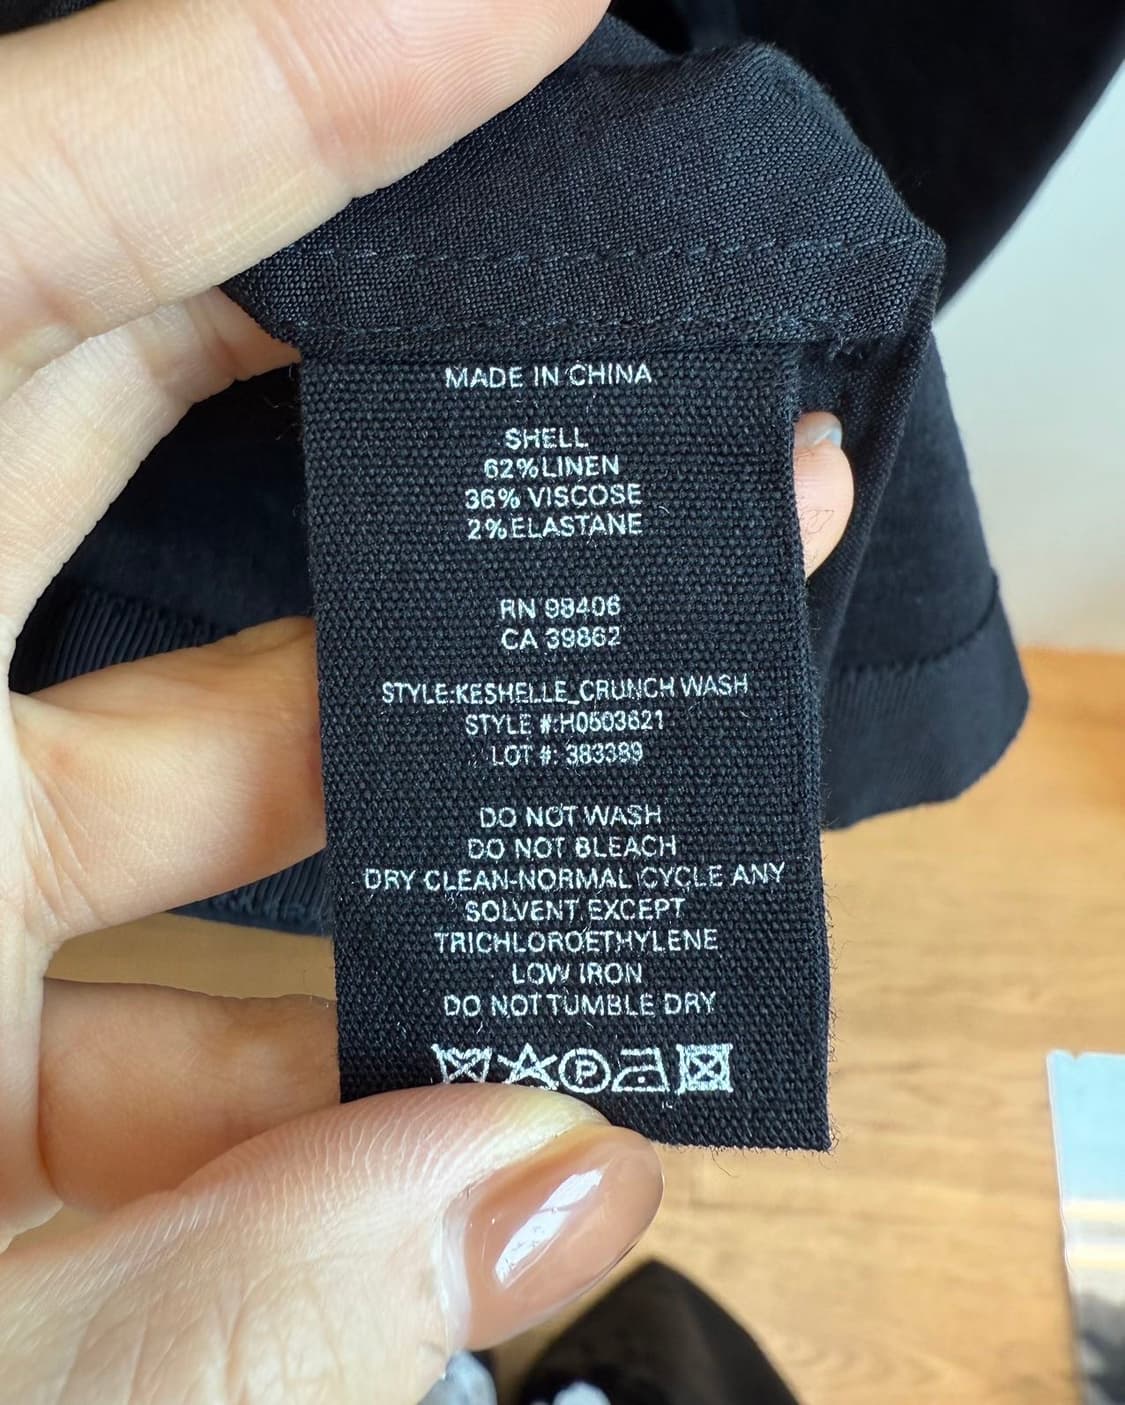 MADE IN CHINA
SHELL
62%LINEN
36% VISCOSE
2%ELASTANE
RN 98406
CA 39862
STYLE:KESHELLE_CRUNCH WASH
STYLE #:H0503621
LOT #: 383389
DO NOT WASH
DO NOT BLEACH
DRY CLEAN-NORMAL CYCLE ANY
SOLVENT EXCEPT
TRICHLOROETHYLENE
LOW IRON
DO NOT TUMBLE DRY
P